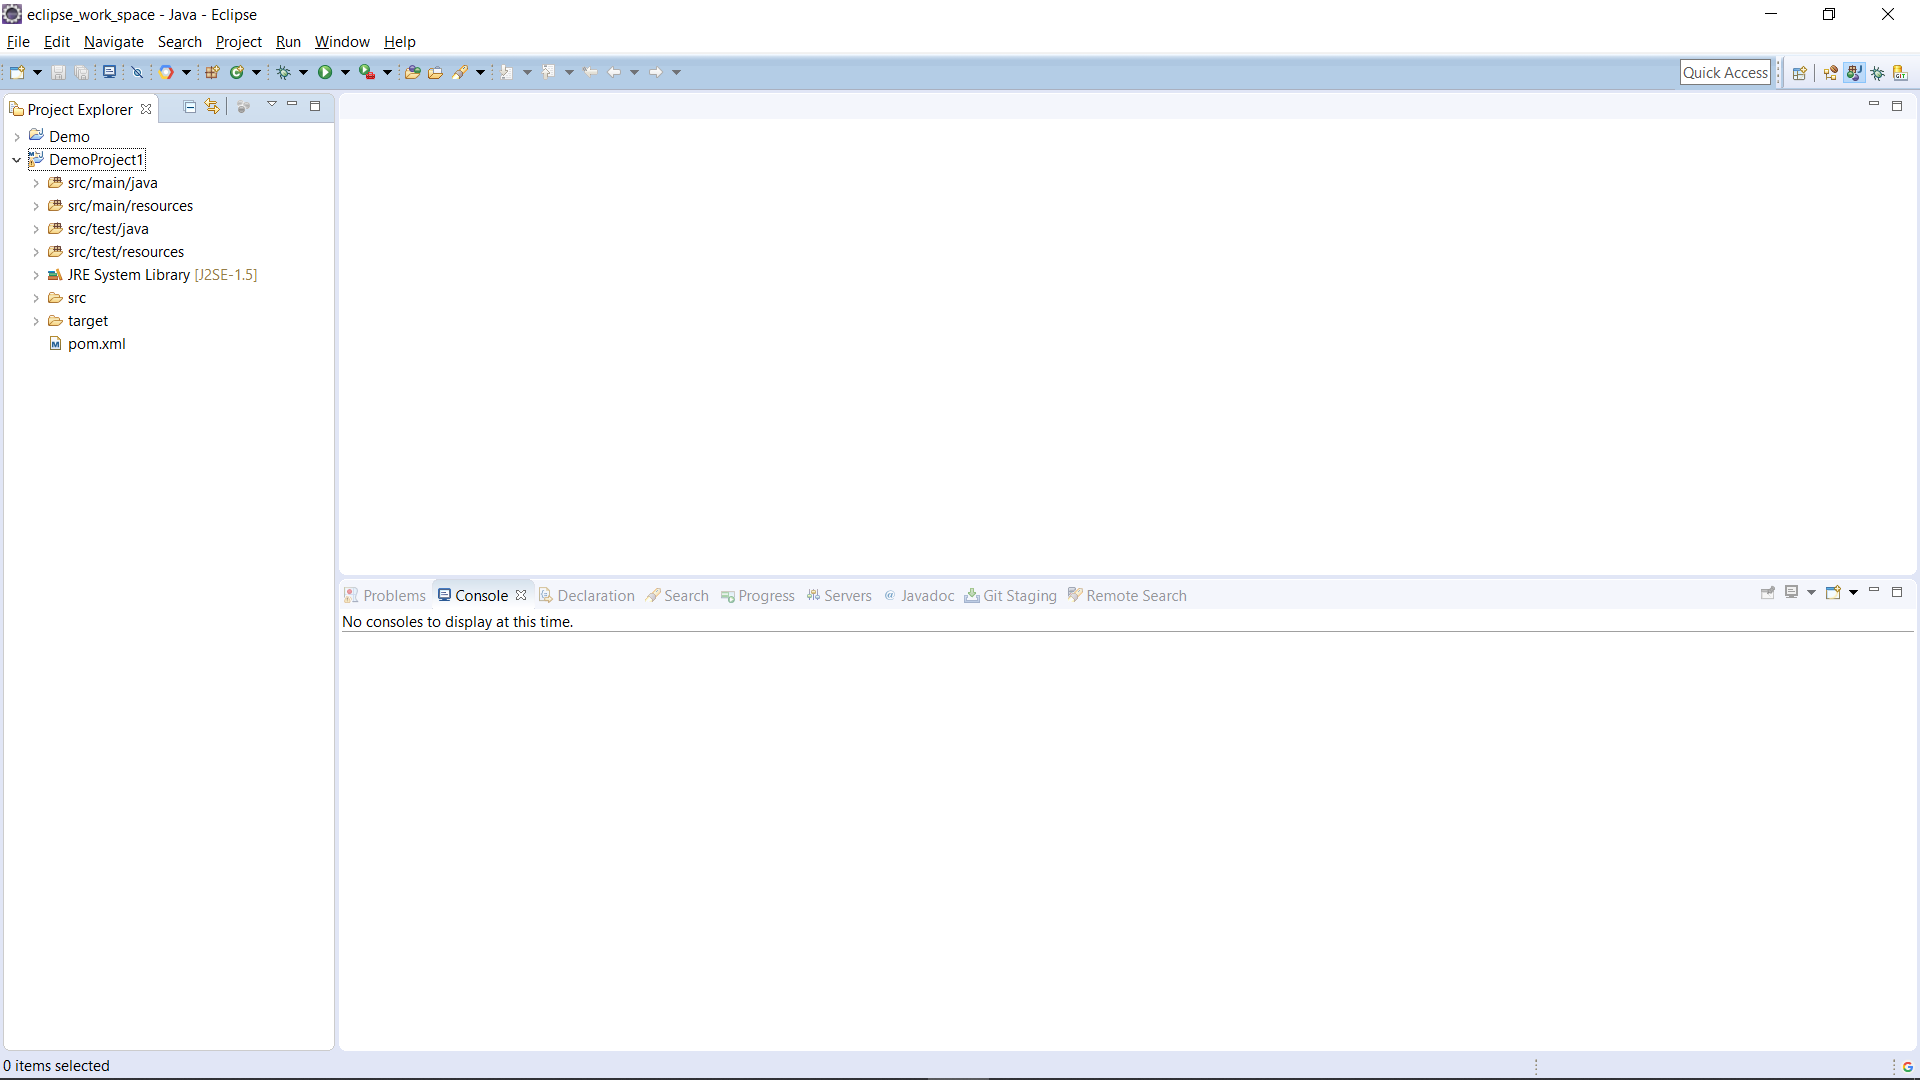 eclipse_work_space - Java - Eclipse
File Edit Navigate Search Project Run Window Help
Quick Access
Project Explorer
Demo
DemoProject1
src/main/java
src/main/resources
src/test/java
src/test/resources
JRE System Library [J2SE-1.5]
src
target
pom.xml
Problems Console Declaration Search Progress Servers Javadoc Git Staging Remote Search
No consoles to display at this time.
0 items selected